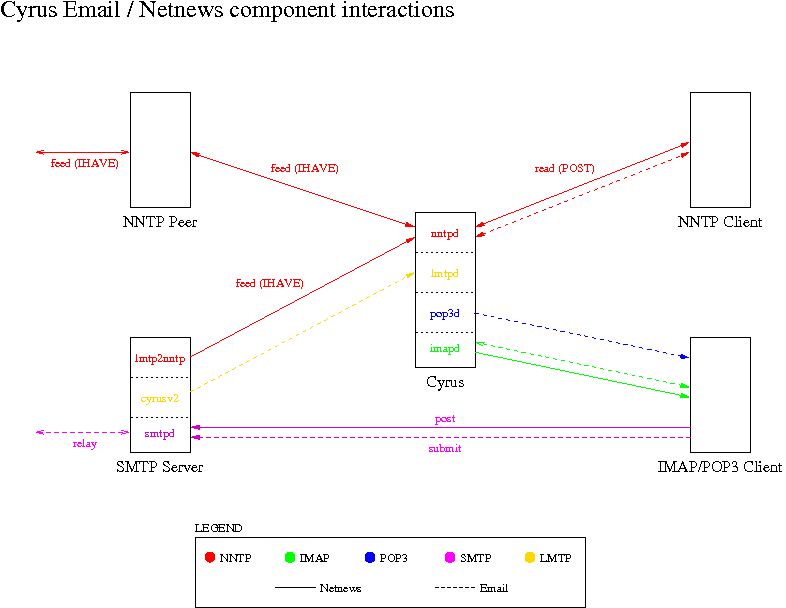 Cyrus Email / Netnews component interactions
feed (IHAVE)
feed (IHAVE)
read (POST)
NNTP Peer
NNTP Client
nntpd
lmtpd
feed (IHAVE)
pop3d
imapd
lmtp2nntp
Cyrus
cyrusv2
post
smtpd
relay
submit
SMTP Server
IMAP/POP3 Client
LEGEND
NNTP IMAP POP3 SMTP LMTP
Netnews Email